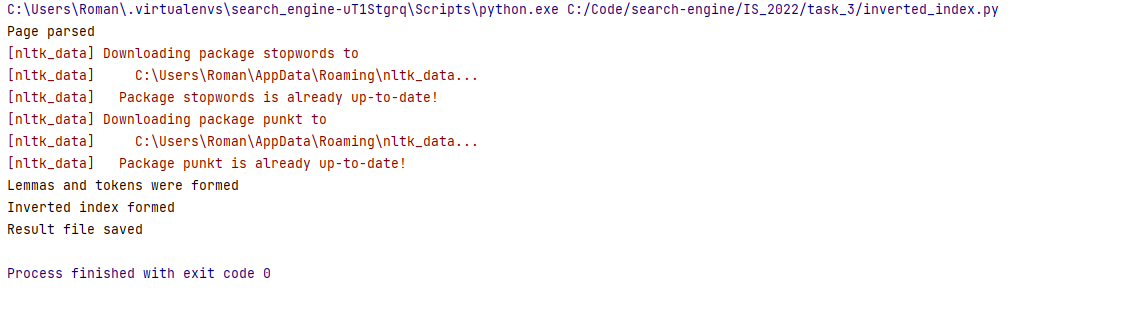 C:\Users\Roman\.virtualenvs\search_engine-uT1Stgrq\Scripts\python.exe C:/Code/search-engine/IS_2022/task_3/inverted_index.py
Page parsed
[nltk_data] Downloading package stopwords to
[nltk_data]     C:\Users\Roman\AppData\Roaming\nltk_data...
[nltk_data]   Package stopwords is already up-to-date!
[nltk_data] Downloading package punkt to
[nltk_data]     C:\Users\Roman\AppData\Roaming\nltk_data...
[nltk_data]   Package punkt is already up-to-date!
Lemmas and tokens were formed
Inverted index formed
Result file saved
Process finished with exit code 0